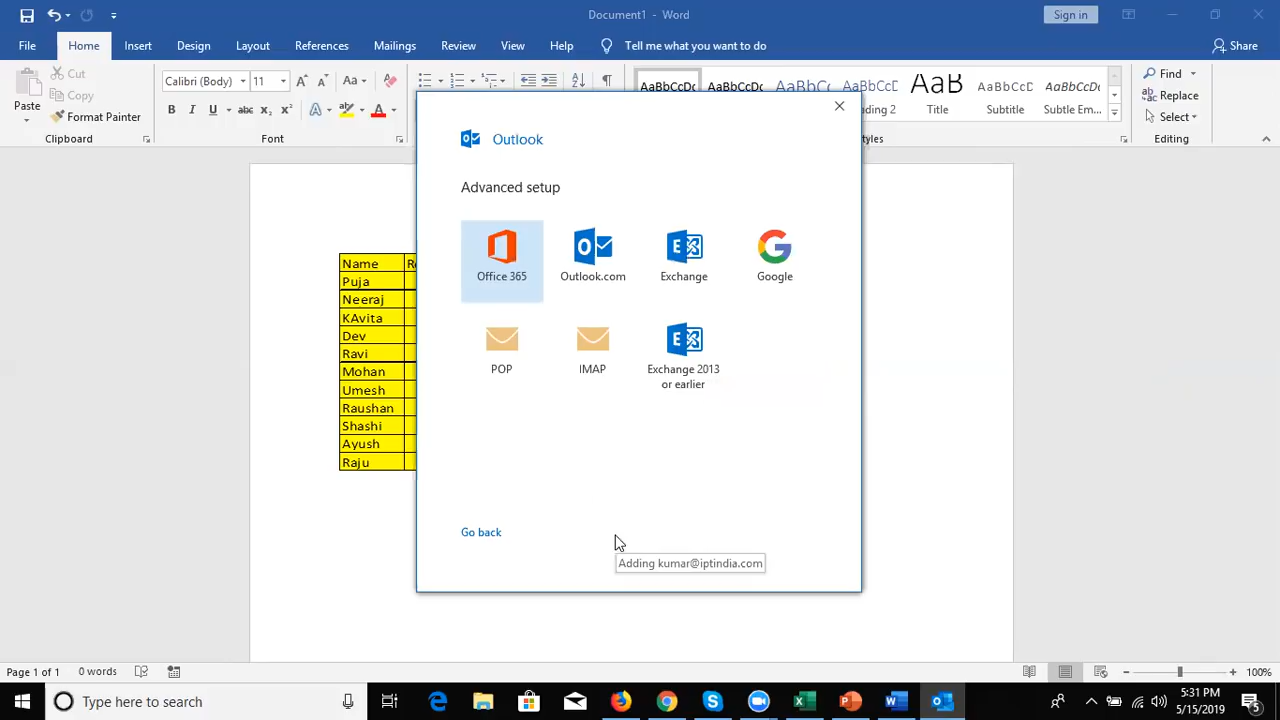 Document1 - Word
Sign in
File Home Insert Design Layout References Mailings Review View Help Tell me what you want to do Share
Paste
Cut
Copy
Format Painter
Clipboard
Calibri (Body) 11
Aa
B I U abc x2 x2 A A
Font
AaBbCcDc AaBbCcDc
AaB
Title
AaBbCcD
Subtitle
AaBbCcDc
Subtle Em...
Find
Replace
Select
Editing
Outlook
Advanced setup
Office 365
Outlook.com
Exchange
Google
POP
IMAP
Exchange 2013
or earlier
Go back
Adding kumar@iptindia.com
Name
Puja
Neeraj
KAvita
Dev
Ravi
Mohan
Umesh
Raushan
Shashi
Ayush
Raju
Page 1 of 1 0 words 100%
Type here to search
5:31 PM
5/15/2019
5